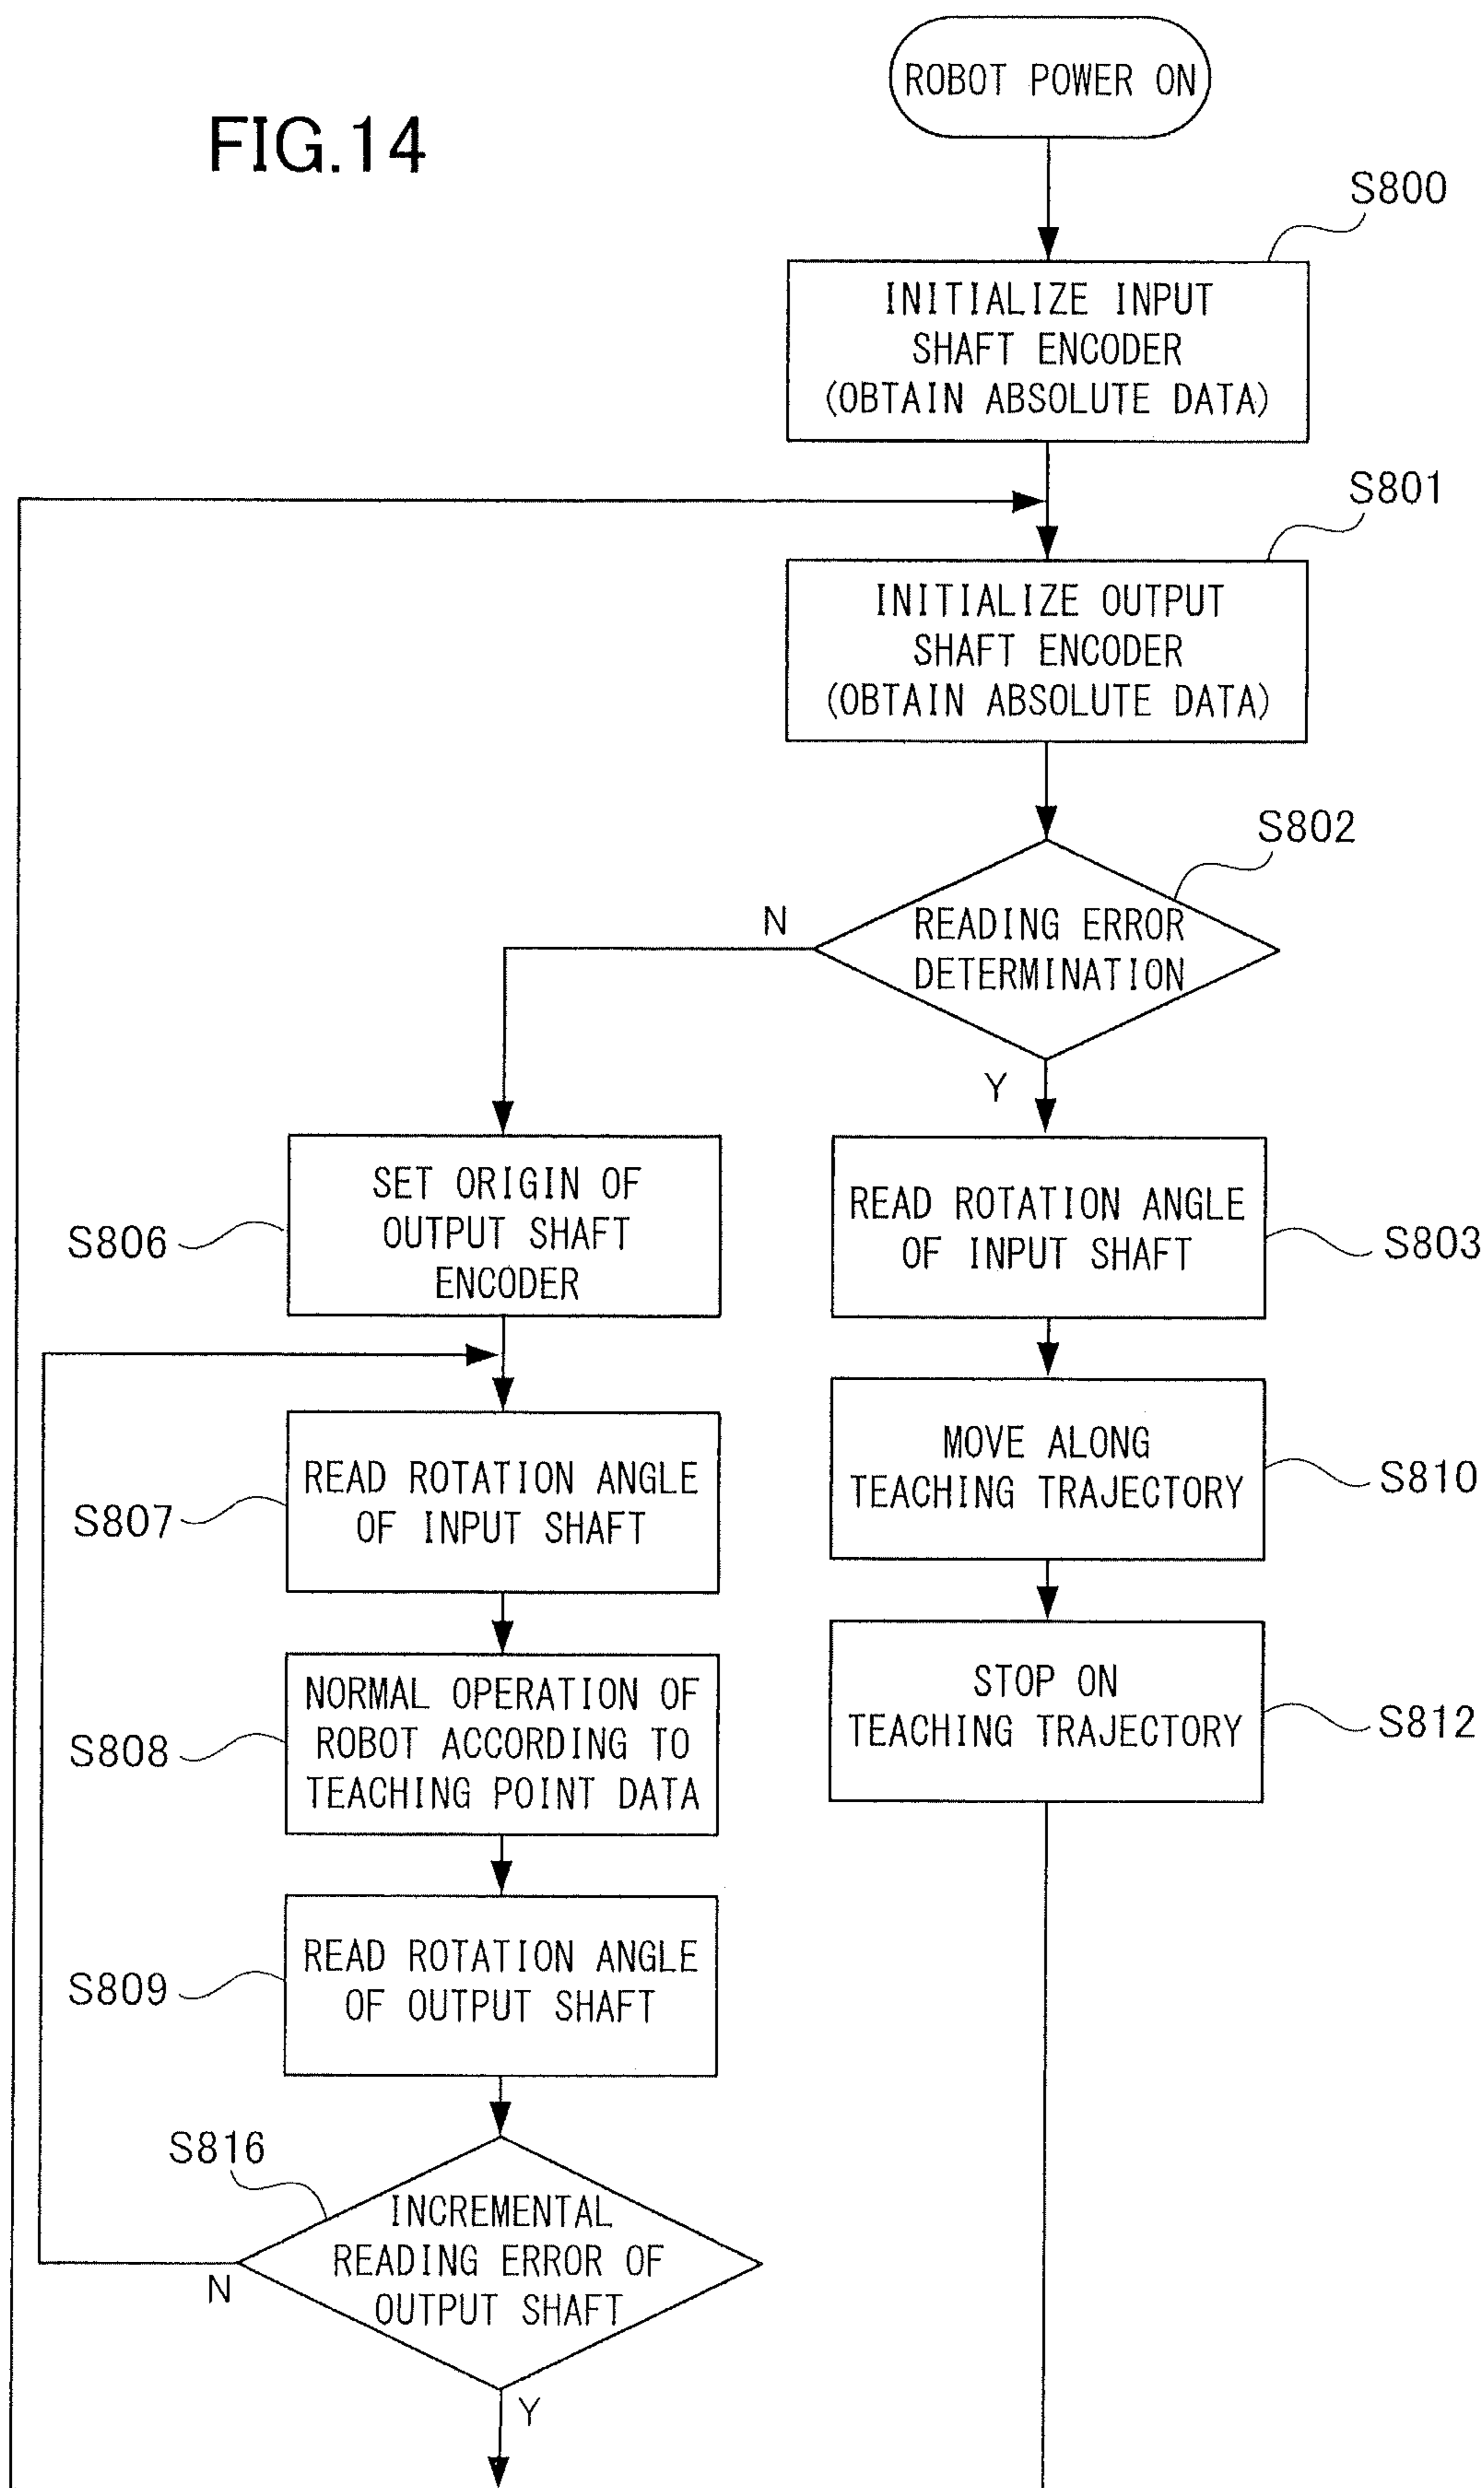 FIG.14
ROBOT POWER ON
S800
INITIALIZE INPUT
SHAFT ENCODER
(OBTAIN ABSOLUTE DATA)
S801
INITIALIZE OUTPUT
SHAFT ENCODER
(OBTAIN ABSOLUTE DATA)
S802
READING ERROR
DETERMINATION
N
Y
S806
SET ORIGIN OF
OUTPUT SHAFT
ENCODER
READ ROTATION ANGLE
OF INPUT SHAFT
S803
S807
READ ROTATION ANGLE
OF INPUT SHAFT
MOVE ALONG
TEACHING TRAJECTORY
S810
S808
NORMAL OPERATION OF
ROBOT ACCORDING TO
TEACHING POINT DATA
STOP ON
TEACHING TRAJECTORY
S812
S809
READ ROTATION ANGLE
OF OUTPUT SHAFT
S816
INCREMENTAL
READING ERROR OF
OUTPUT SHAFT
N
Y